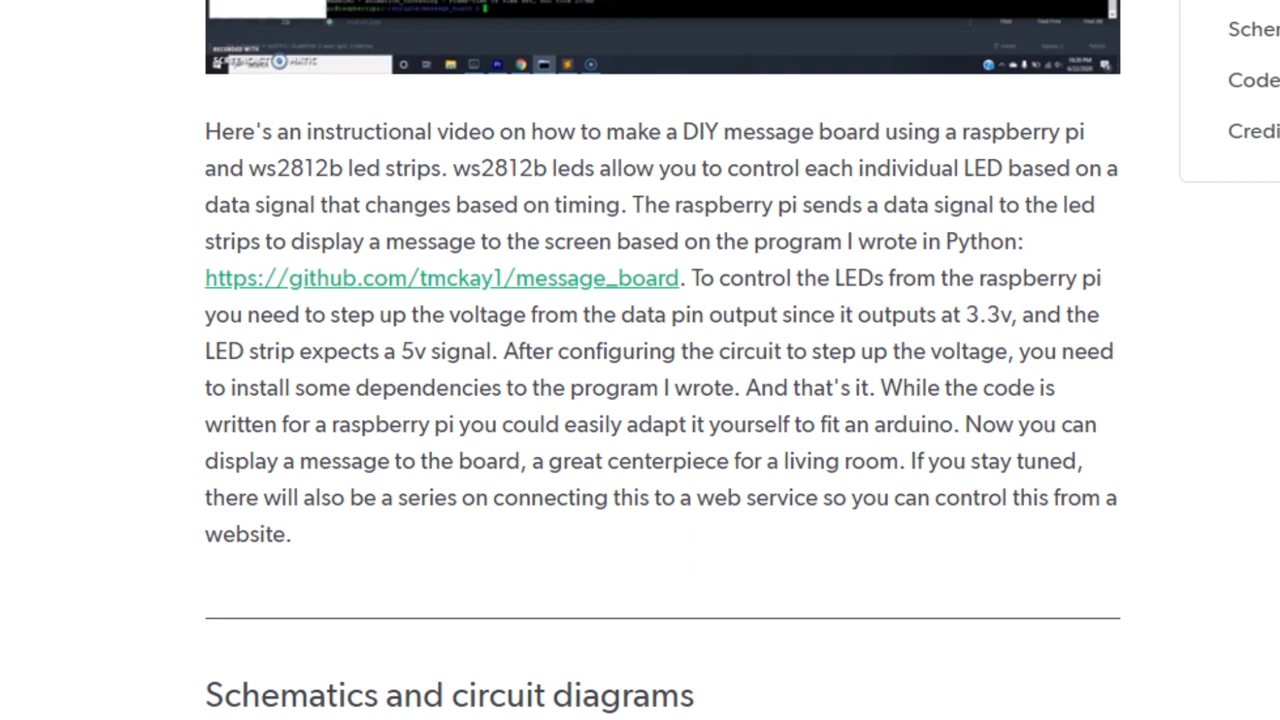 RECORDED WITH
SCREENCAST MATIC
10:20 PM
Here's an instructional video on how to make a DIY message board using a raspberry pi
and ws2812b led strips. ws2812b leds allow you to control each individual LED based on a
data signal that changes based on timing. The raspberry pi sends a data signal to the led
strips to display a message to the screen based on the program I wrote in Python:
https://github.com/tmckay1/message_board. To control the LEDs from the raspberry pi
you need to step up the voltage from the data pin output since it outputs at 3.3v, and the
LED strip expects a 5v signal. After configuring the circuit to step up the voltage, you need
to install some dependencies to the program I wrote. And that's it. While the code is
written for a raspberry pi you could easily adapt it yourself to fit an arduino. Now you can
display a message to the board, a great centerpiece for a living room. If you stay tuned,
there will also be a series on connecting this to a web service so you can control this from a
website.
Schematics and circuit diagrams
Schem
Code
Credi